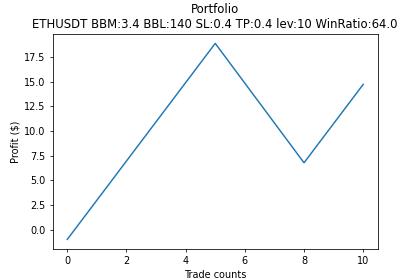 Portfolio
ETHUSDT BBM:3.4 BBL:140 SL:0.4 TP:0.4 lev:10 WinRatio:64.0
17.5
15.0
12.5
10.0
7.5
5.0
2.5
0.0
Profit ($)
0 2 4 6 8 10
Trade counts